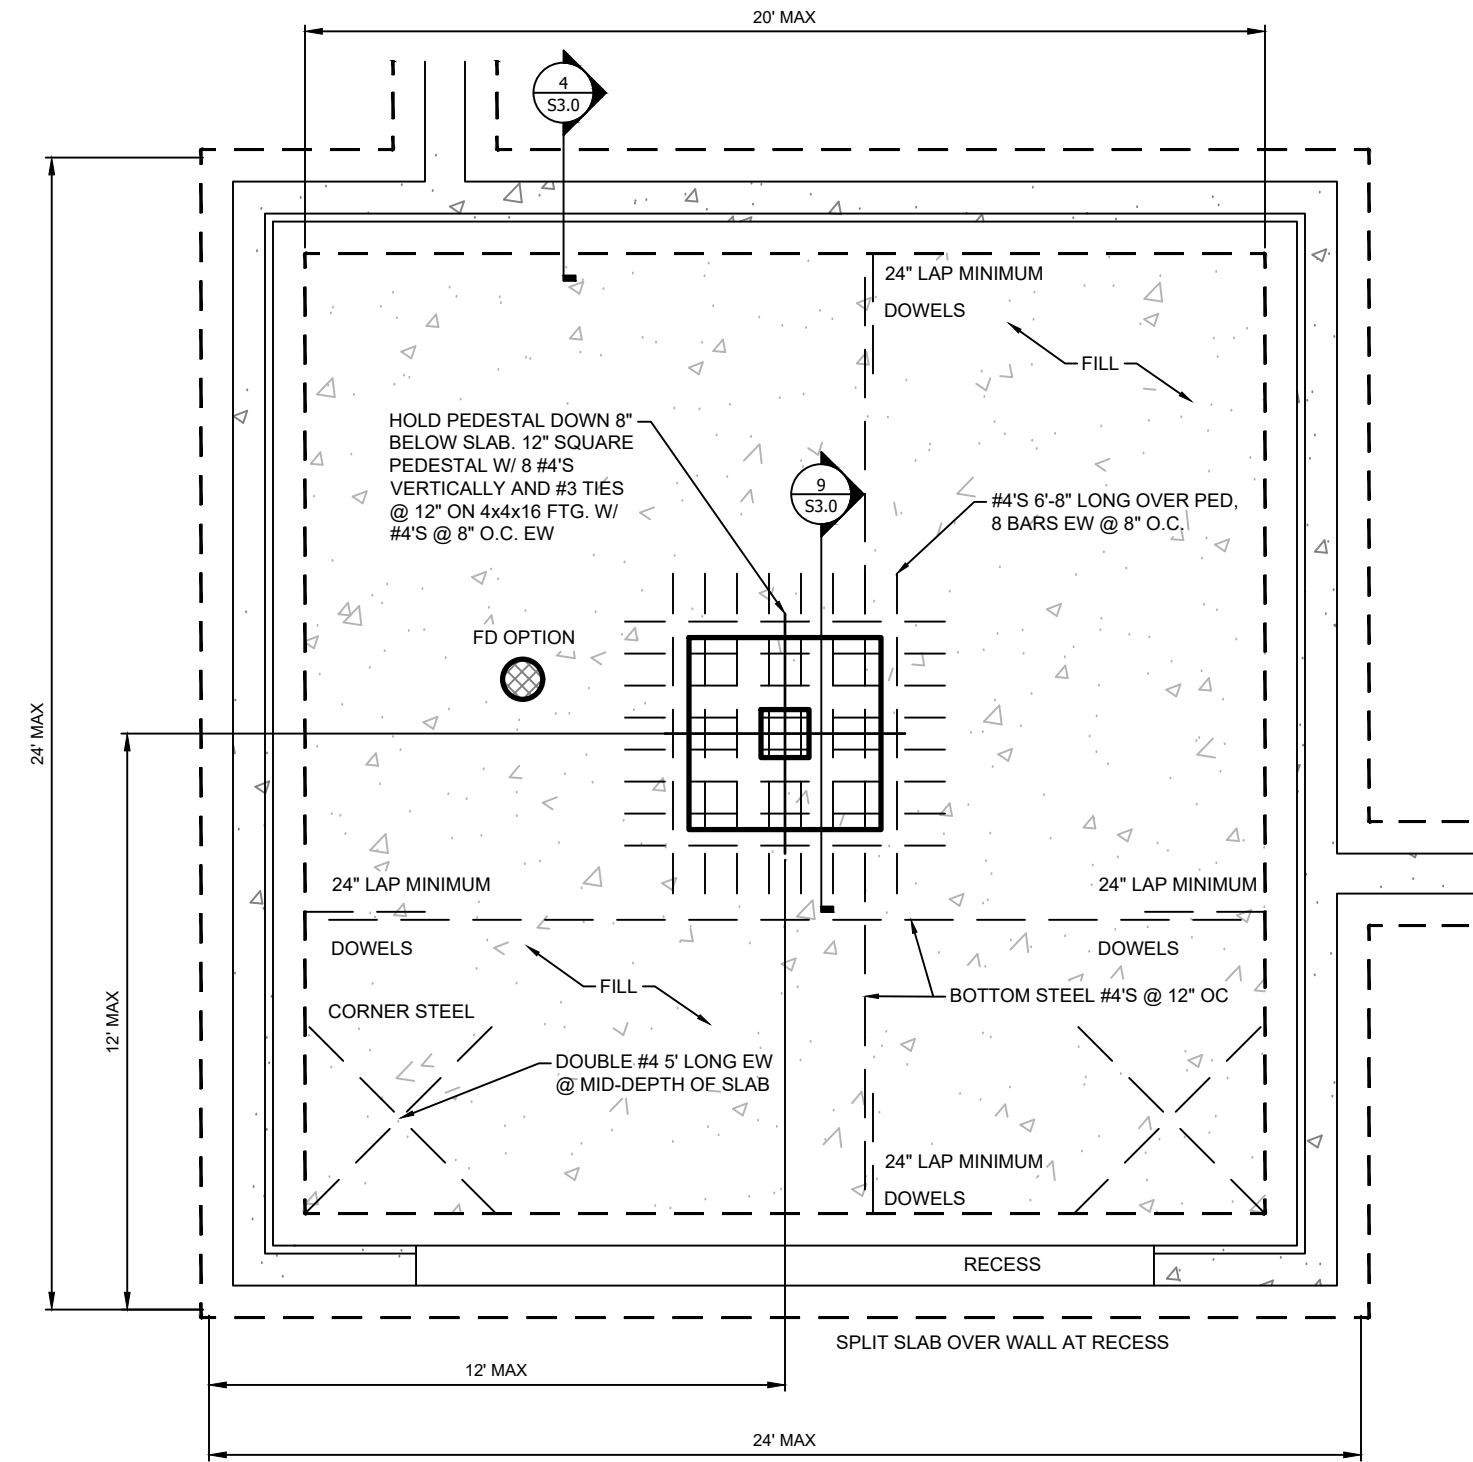 20' MAX
4
S3.0
24" LAP MINIMUM
DOWELS
FILL
HOLD PEDESTAL DOWN 8"
BELOW SLAB. 12" SQUARE
PEDESTAL W/ 8 #4'S
VERTICALLY AND #3 TIES
@ 12" ON 4x4x16 FTG. W/
#4'S @ 8" O.C. EW
9
S3.0
#4'S 6'-8" LONG OVER PED,
8 BARS EW @ 8" O.C.
FD OPTION
24' MAX
24" LAP MINIMUM
24" LAP MINIMUM
DOWELS
DOWELS
FILL
BOTTOM STEEL #4'S @ 12" OC
CORNER STEEL
12' MAX
DOUBLE #4 5' LONG EW
@ MID-DEPTH OF SLAB
24" LAP MINIMUM
DOWELS
RECESS
SPLIT SLAB OVER WALL AT RECESS
12' MAX
24' MAX